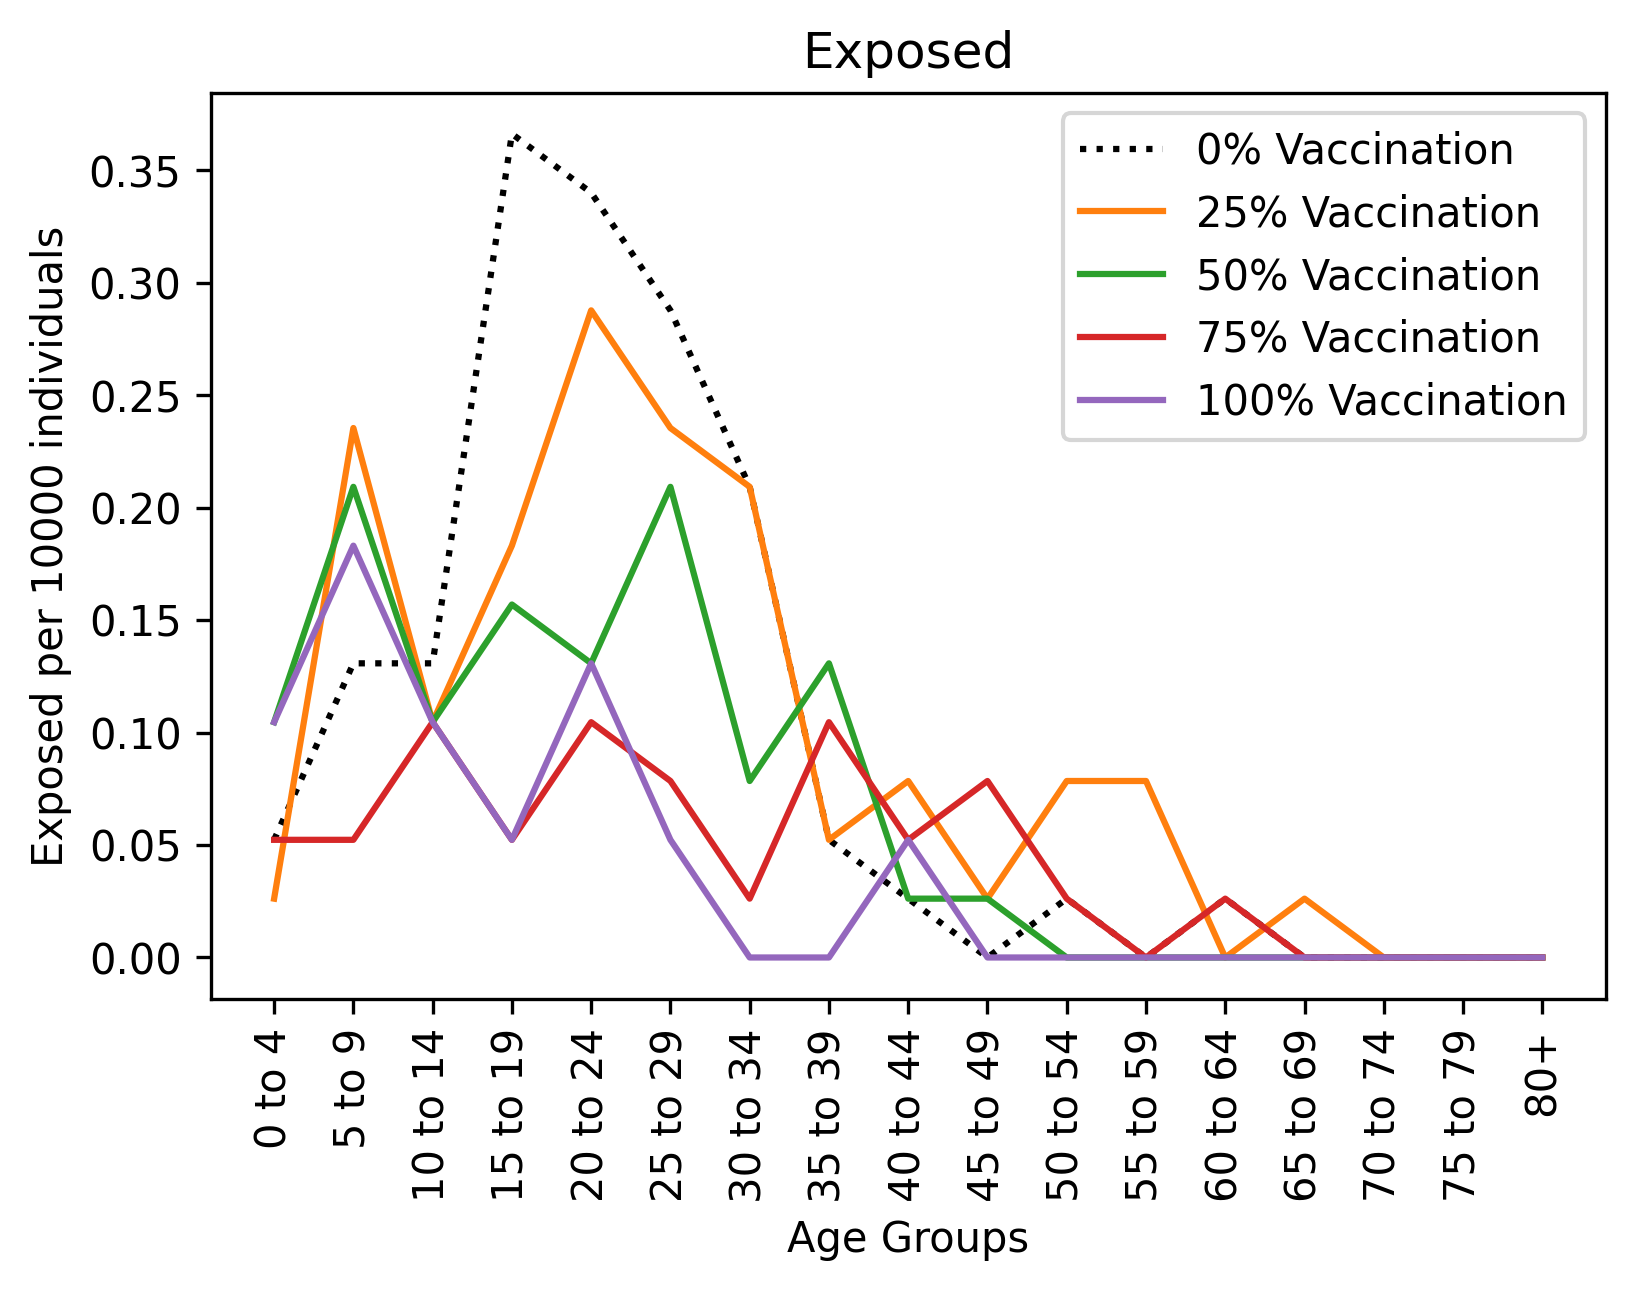 Exposed
Exposed per 10000 individuals
0.35
0.30
0.25
0.20
0.15
0.10
0.05
0.00
0% Vaccination
25% Vaccination
50% Vaccination
75% Vaccination
100% Vaccination
0 to 4
5 to 9
10 to 14
15 to 19
20 to 24
25 to 29
30 to 34
35 to 39
40 to 44
45 to 49
50 to 54
55 to 59
60 to 64
65 to 69
70 to 74
75 to 79
80+
Age Groups